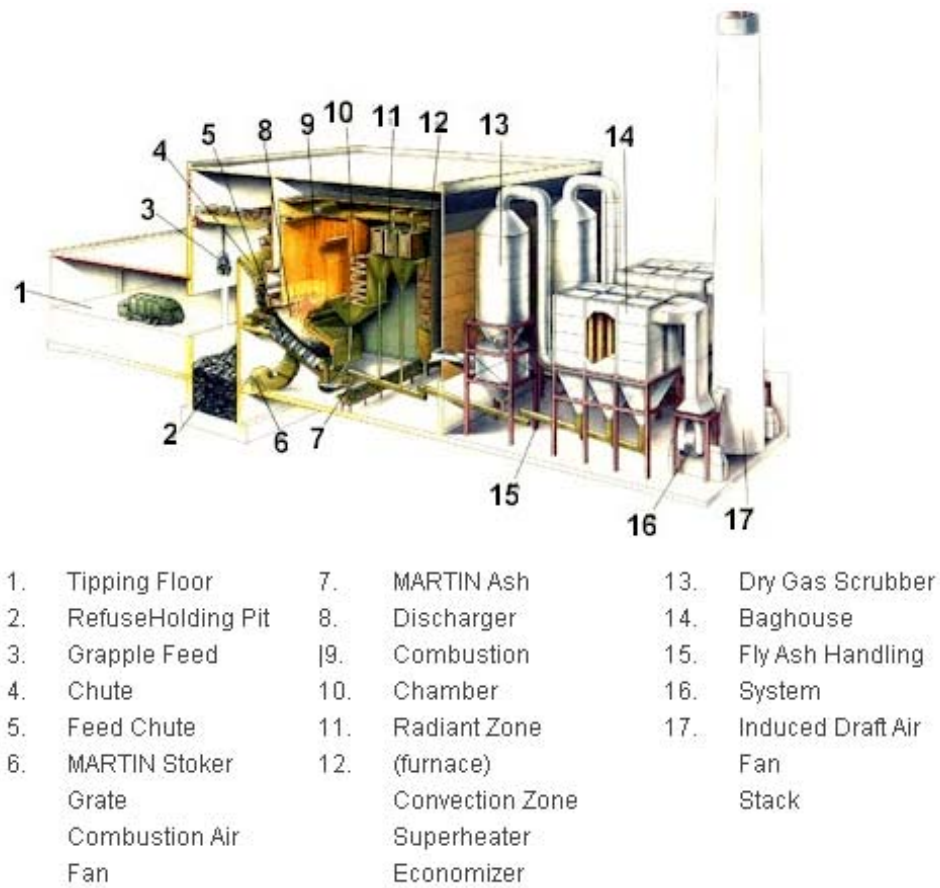 10
11
12
13
9
8
5
14
4
3
1
2
6
7
15
16
17
1. Tipping Floor
2. RefuseHolding Pit
3. Grapple Feed
4. Chute
5. Feed Chute
6. MARTIN Stoker
Grate
Combustion Air
Fan
7. MARTIN Ash
8. Discharger
|9. Combustion
10. Chamber
11. Radiant Zone
12. (furnace)
Convection Zone
Superheater
Economizer
13. Dry Gas Scrubber
14. Baghouse
15. Fly Ash Handling
16. System
17. Induced Draft Air
Fan
Stack